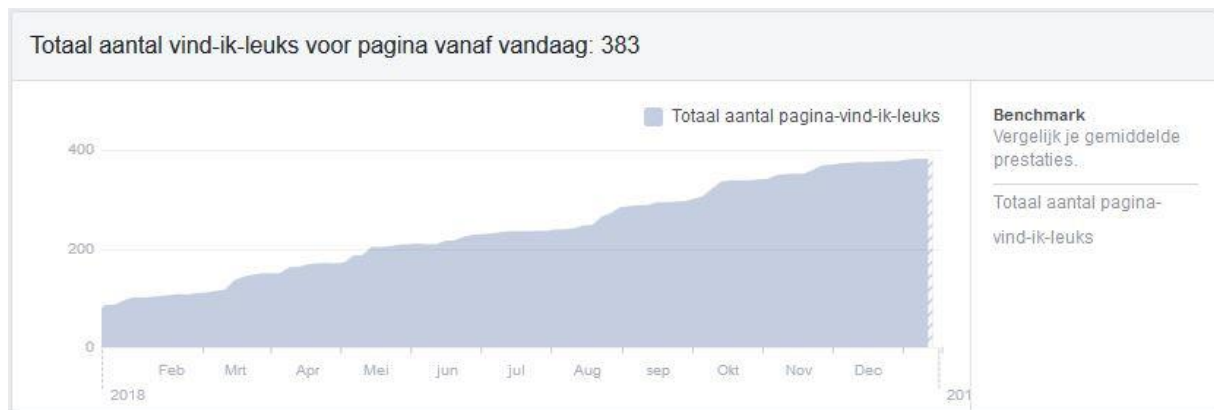 Totaal aantal vind-ik-leuks voor pagina vanaf vandaag: 383
Totaal aantal pagina-vind-ik-leuks
400
200
0
Feb Mrt Apr Mei jun jul Aug sep Okt Nov Dec
2018 201
Benchmark
Vergelijk je gemiddelde
prestaties.
Totaal aantal pagina-
vind-ik-leuks